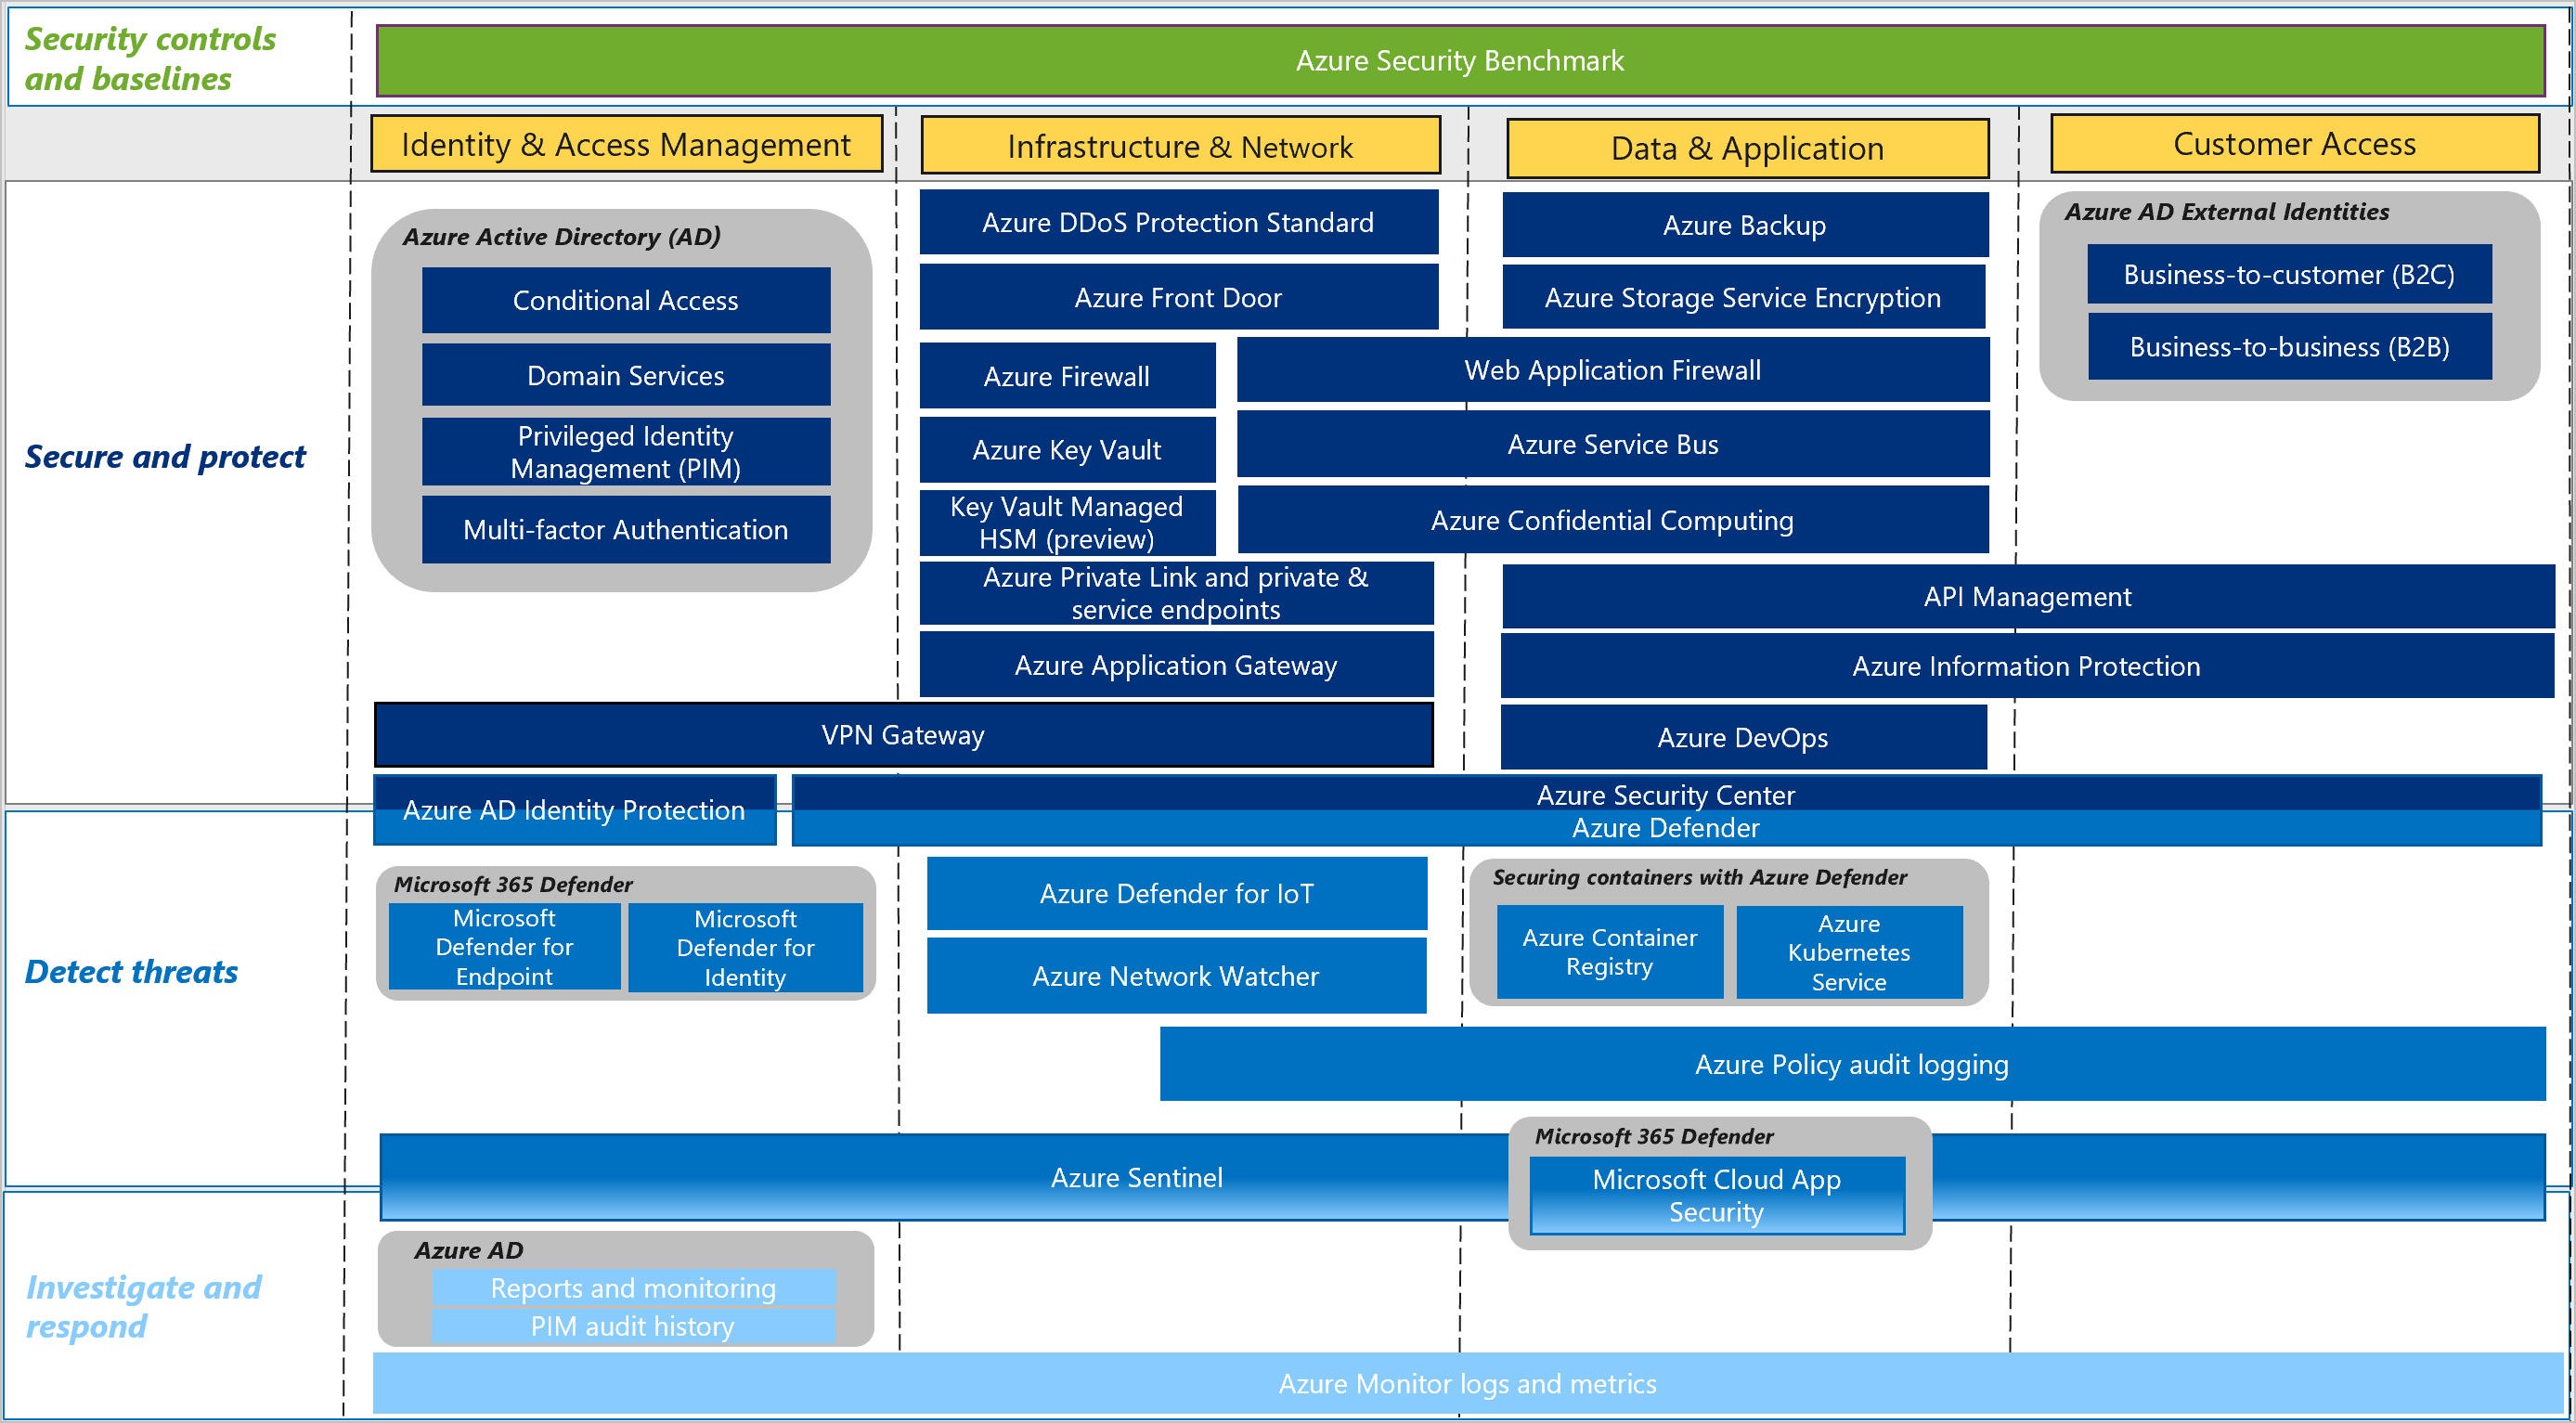 Security controls
and baselines
Azure Security Benchmark
Identity & Access Management
Infrastructure & Network
Data & Application
Customer Access
Secure and protect
Azure Active Directory (AD)
Conditional Access
Domain Services
Privileged Identity
Management (PIM)
Multi-factor Authentication
Azure DDoS Protection Standard
Azure Front Door
Azure Firewall
Azure Key Vault
Key Vault Managed
HSM (preview)
Azure Private Link and private &
service endpoints
Azure Application Gateway
VPN Gateway
Azure Backup
Azure Storage Service Encryption
Web Application Firewall
Azure Service Bus
Azure Confidential Computing
API Management
Azure Information Protection
Azure DevOps
Azure AD External Identities
Business-to-customer (B2C)
Business-to-business (B2B)
Azure AD Identity Protection
Azure Security Center
Azure Defender
Detect threats
Microsoft 365 Defender
Microsoft
Defender for
Endpoint
Microsoft
Defender for
Identity
Azure Defender for IoT
Azure Network Watcher
Securing containers with Azure Defender
Azure Container
Registry
Azure
Kubernetes
Service
Azure Policy audit logging
Azure Sentinel
Microsoft 365 Defender
Microsoft Cloud App
Security
Investigate and
respond
Azure AD
Reports and monitoring
PIM audit history
Azure Monitor logs and metrics